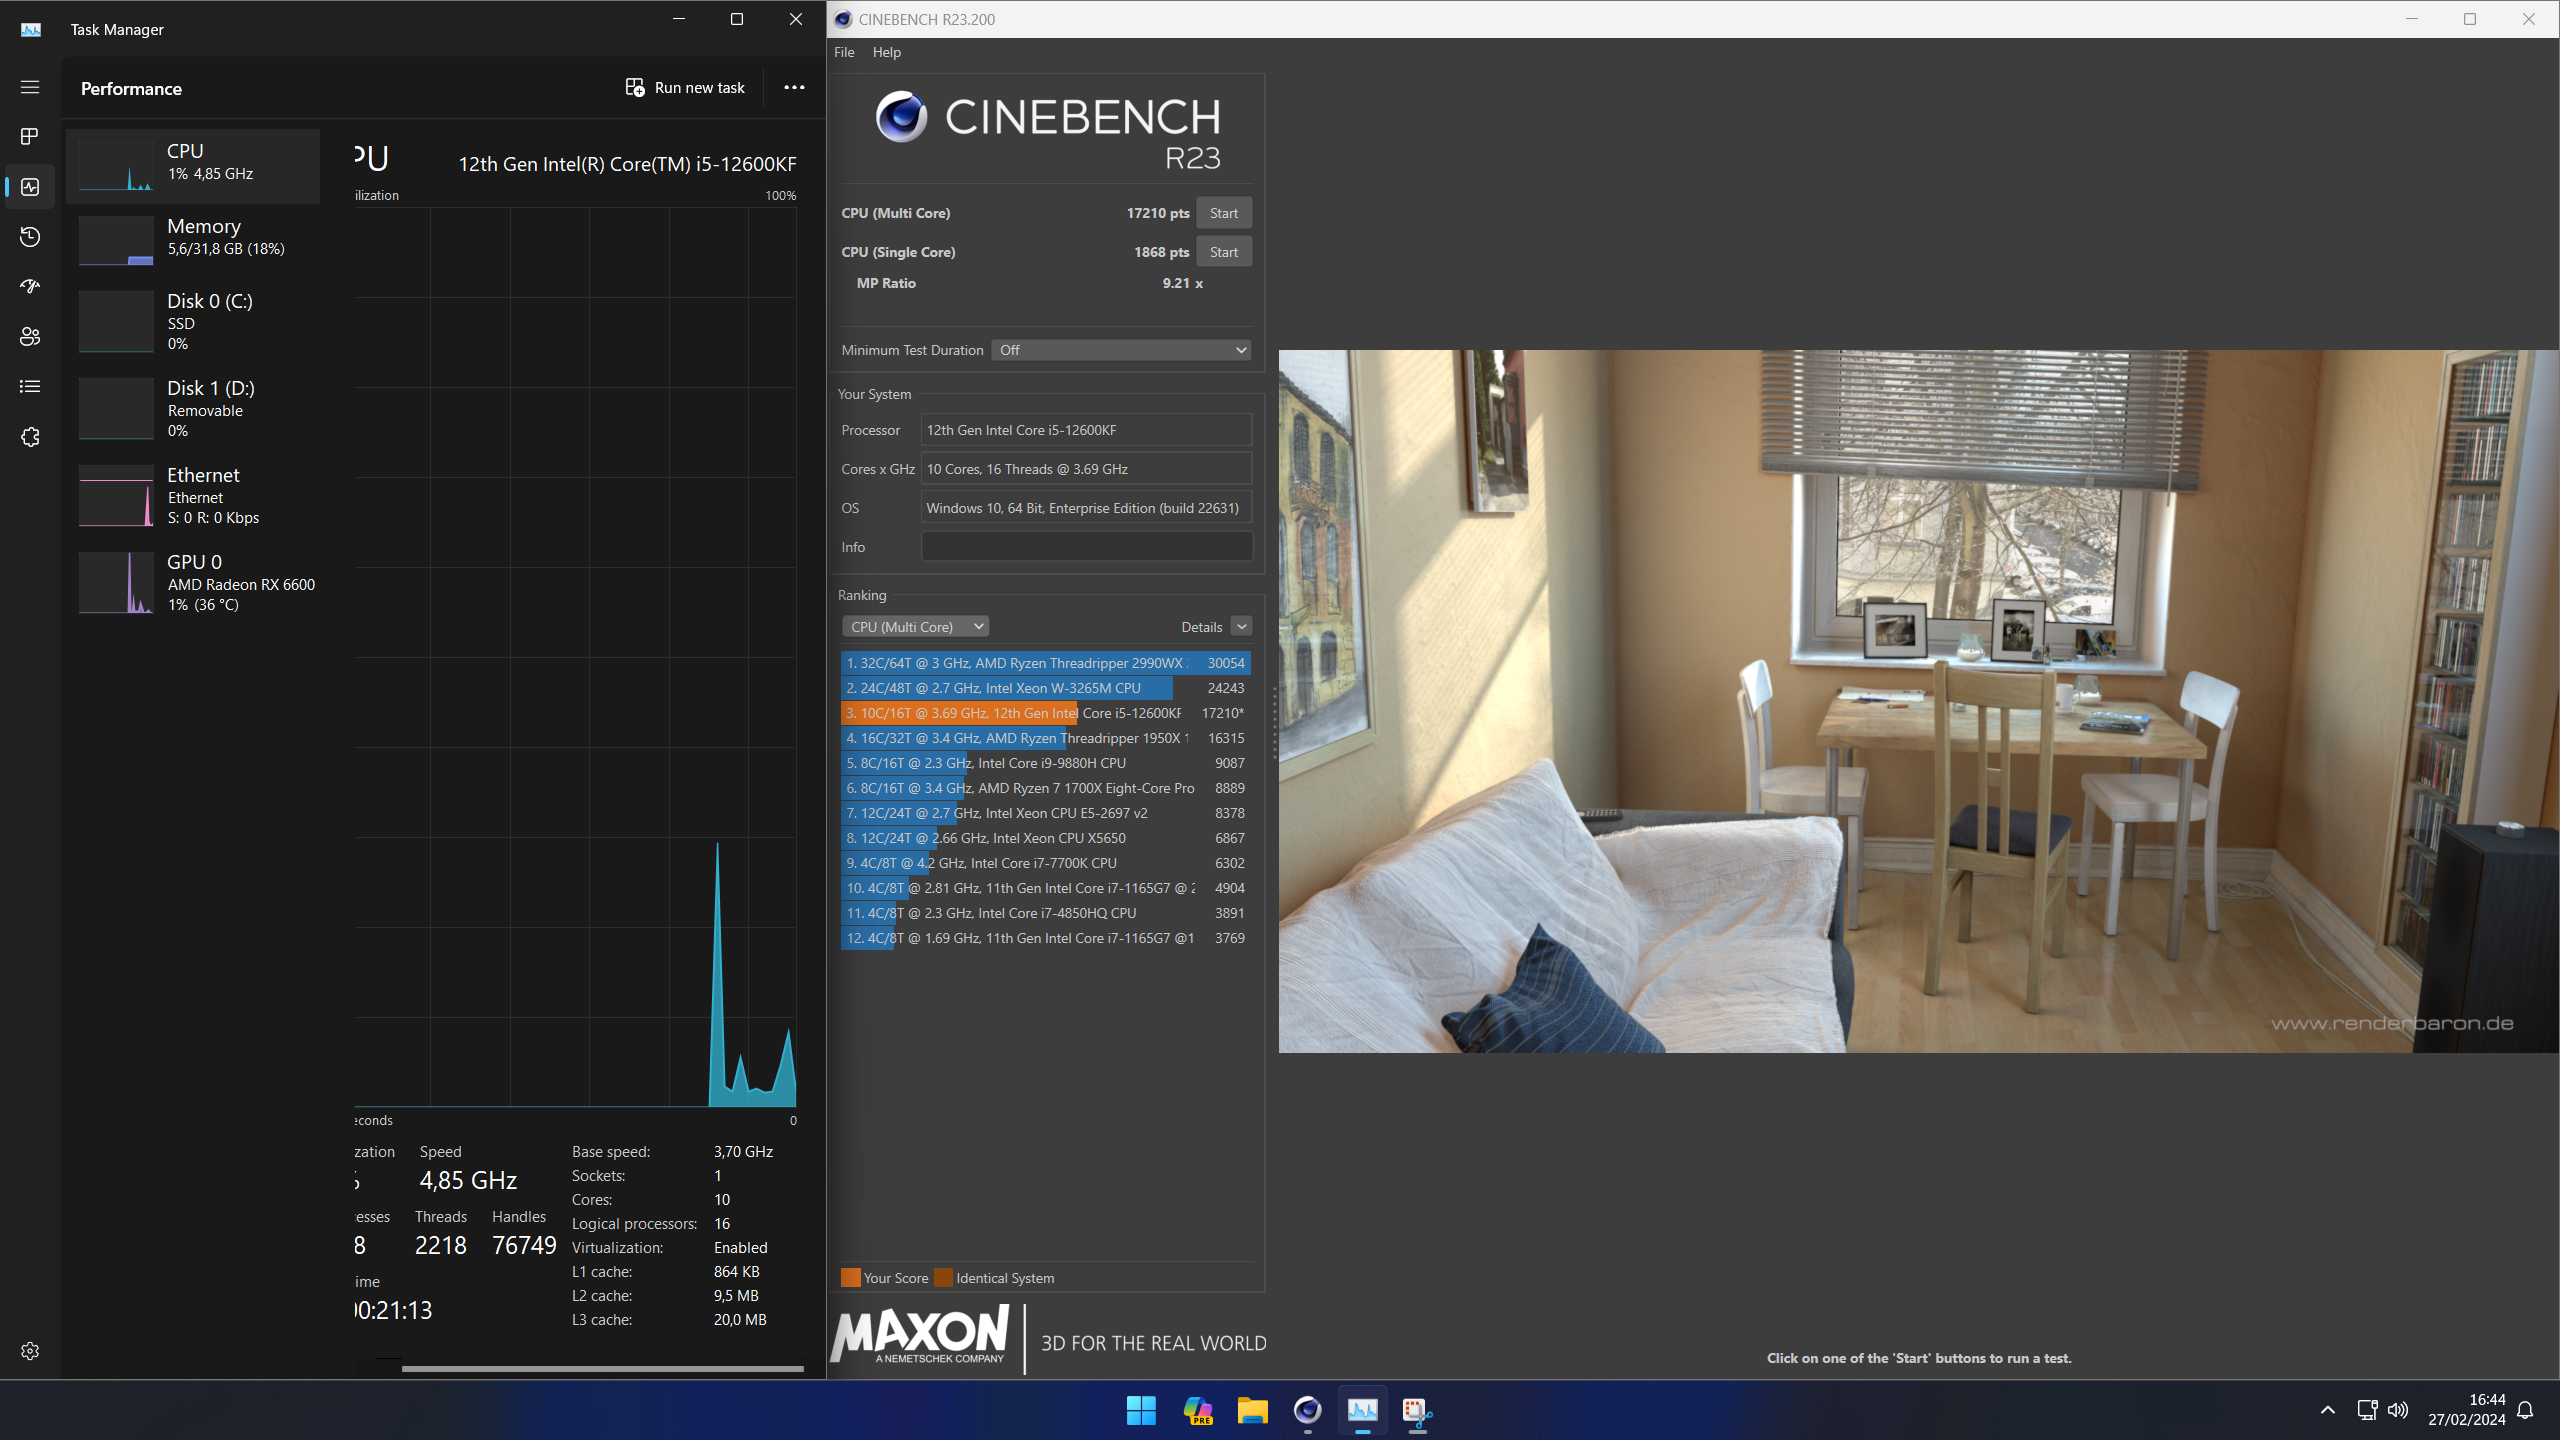 Task Manager
Performance
Run new task
CPU
1% 4,85 GHz
Memory
5,6/31,8 GB (18%)
Disk 0 (C:)
SSD
0%
Disk 1 (D:)
Removable
0%
Ethernet
Ethernet
S: 0 R: 0 Kbps
GPU 0
AMD Radeon RX 6600
1% (36 °C)
PU
12th Gen Intel(R) Core(TM) i5-12600KF
ilization
100%
econds
0
zation
Speed
4,85 GHz
esses
Threads
Handles
8
2218
76749
ime
00:21:13
Base speed: 3,70 GHz
Sockets: 1
Cores: 10
Logical processors: 16
Virtualization: Enabled
L1 cache: 864 KB
L2 cache: 9,5 MB
L3 cache: 20,0 MB
CINEBENCH R23.200
File Help
CINEBENCH
R23
CPU (Multi Core) 17210 pts Start
CPU (Single Core) 1868 pts Start
MP Ratio 9.21 x
Minimum Test Duration Off
Your System
Processor 12th Gen Intel Core i5-12600KF
Cores x GHz 10 Cores, 16 Threads @ 3.69 GHz
OS Windows 10, 64 Bit, Enterprise Edition (build 22631)
Info
Ranking
CPU (Multi Core) Details
1. 32C/64T @ 3 GHz, AMD Ryzen Threadripper 2990WX 30054
2. 24C/48T @ 2.7 GHz, Intel Xeon W-3265M CPU 24243
3. 10C/16T @ 3.69 GHz, 12th Gen Intel Core i5-12600KF 17210*
4. 16C/32T @ 3.4 GHz, AMD Ryzen Threadripper 1950X 1 16315
5. 8C/16T @ 2.3 GHz, Intel Core i9-9880H CPU 9087
6. 8C/16T @ 3.4 GHz, AMD Ryzen 7 1700X Eight-Core Pro 8889
7. 12C/24T @ 2.7 GHz, Intel Xeon CPU E5-2697 v2 8378
8. 12C/24T @ 2.66 GHz, Intel Xeon CPU X5650 6867
9. 4C/8T @ 4.2 GHz, Intel Core i7-7700K CPU 6302
10. 4C/8T @ 2.81 GHz, 11th Gen Intel Core i7-1165G7 @ 2 4904
11. 4C/8T @ 2.3 GHz, Intel Core i7-4850HQ CPU 3891
12. 4C/8T @ 1.69 GHz, 11th Gen Intel Core i7-1165G7 @1 3769
Your Score Identical System
MAXON
A NEMETSCHEK COMPANY
3D FOR THE REAL WORLD
www.renderbaron.de
Click on one of the 'Start' buttons to run a test.
PRE
16:44
27/02/2024